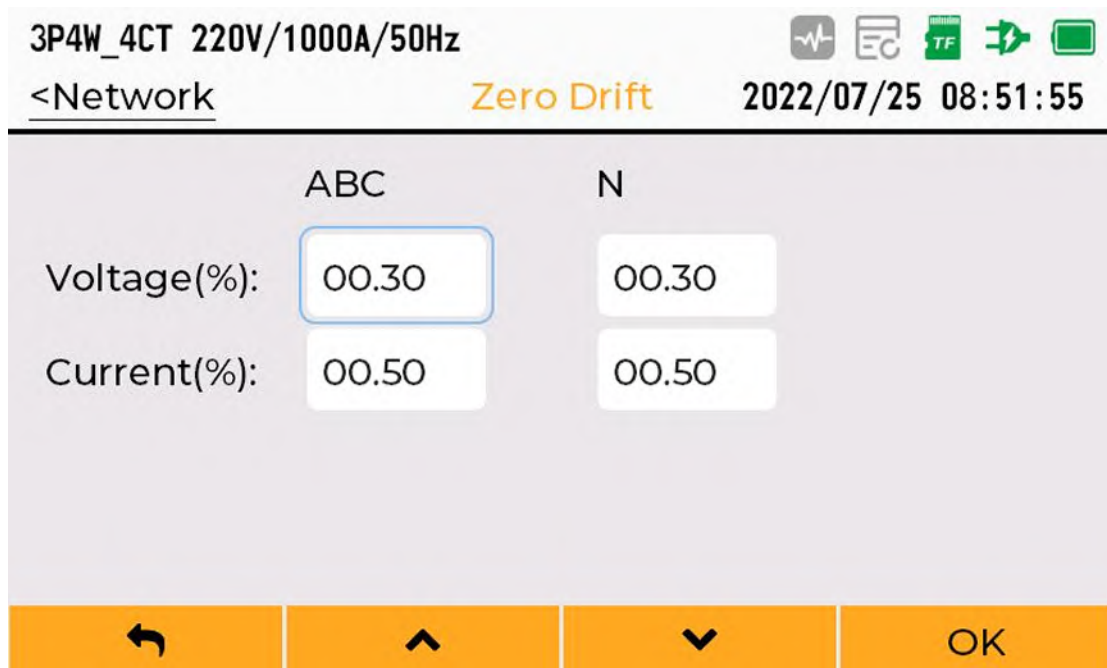 3P4W_4CT 220V/1000A/50Hz
TF
<Network Zero Drift 2022/07/25 08:51:55
ABC N
Voltage(%): 00.30 00.30
Current(%): 00.50 00.50
OK